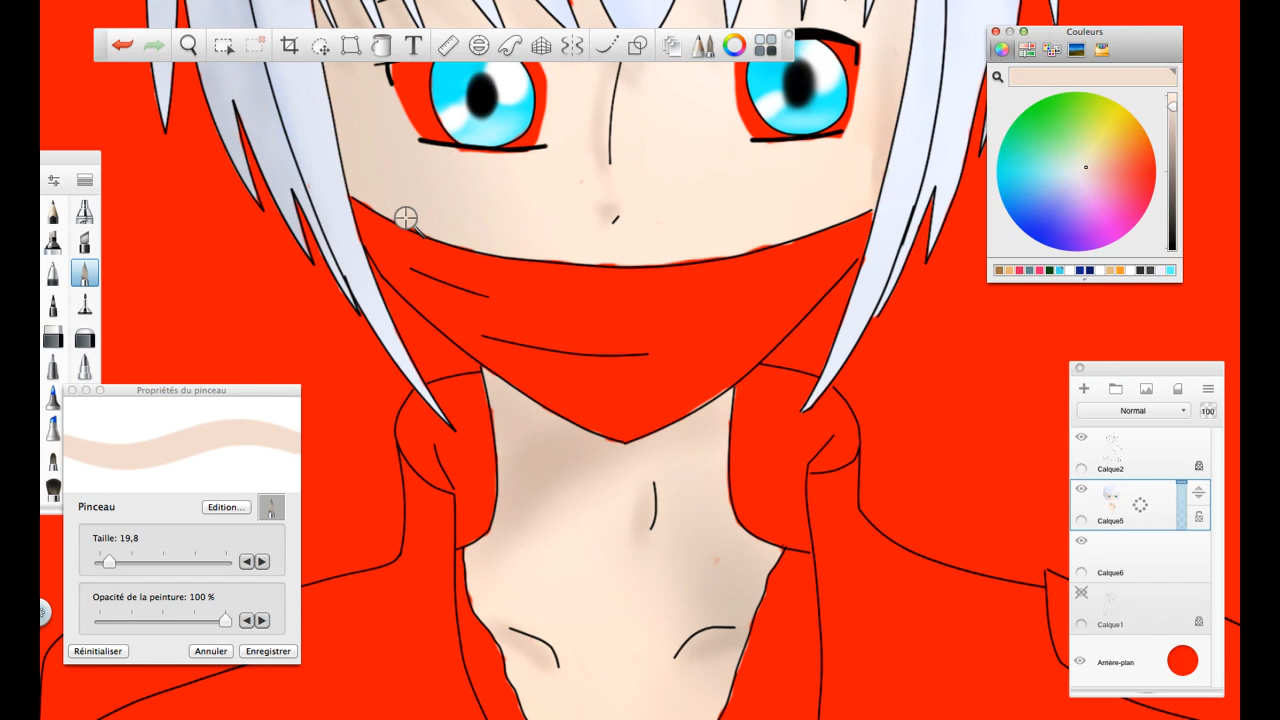 T
Couleurs
Propriétés du pinceau
Pinceau
Edition...
Taille: 19,8
Opacité de la peinture: 100 %
Réinitialiser
Annuler
Enregistrer
Normal
100
Calque2
Calque5
Calque6
Calque1
Arrière-plan